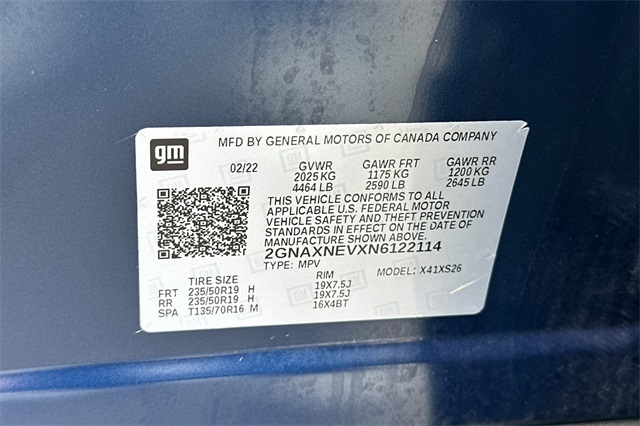 gm
MFD BY GENERAL MOTORS OF CANADA COMPANY
02/22 GVWR GAWR FRT GAWR RR
2025 KG 1175 KG 1200 KG
4464 LB 2590 LB 2645 LB
THIS VEHICLE CONFORMS TO ALL
APPLICABLE U.S. FEDERAL MOTOR
VEHICLE SAFETY AND THEFT PREVENTION
STANDARDS IN EFFECT ON THE DATE OF
MANUFACTURE SHOWN ABOVE.
2GNAXNEVXN6122114
TYPE: MPV MODEL: X41XS26
TIRE SIZE RIM
FRT 235/50R19 H 19X7.5J
RR 235/50R19 H 19X7.5J
SPA T135/70R16 M 16X4BT